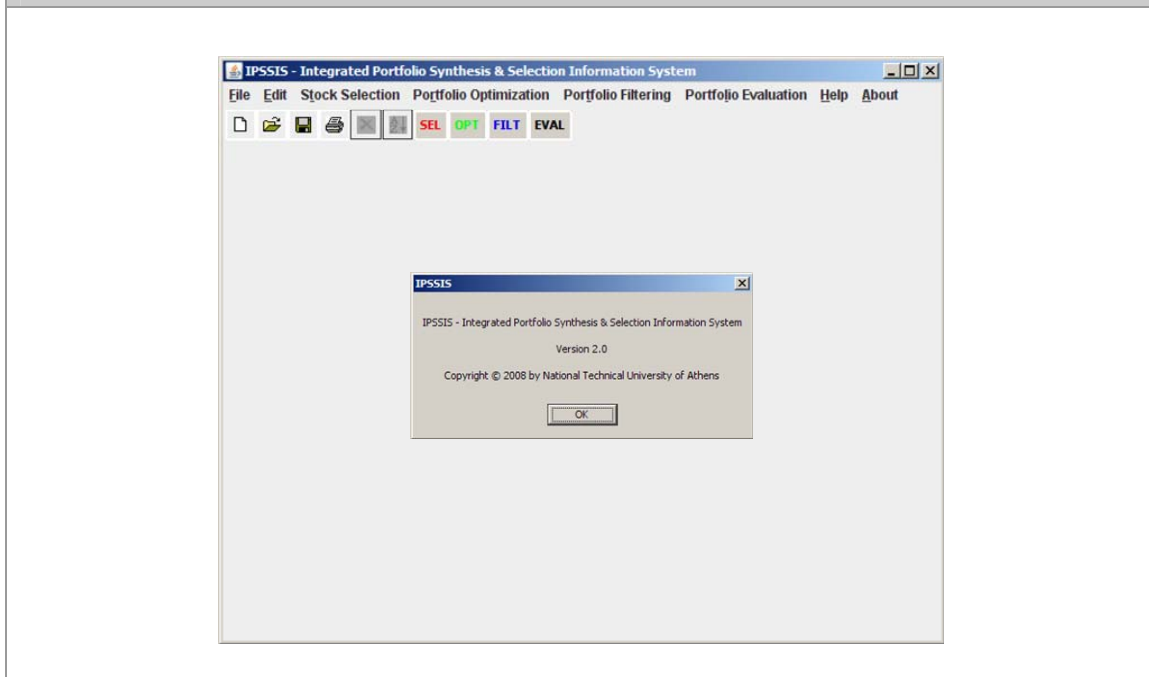 IPSSIS - Integrated Portfolio Synthesis & Selection Information System
File Edit Stock Selection Portfolio Optimization Portfolio Filtering Portfolio Evaluation Help About
SEL OPT FILT EVAL
IPSSIS
IPSSIS - Integrated Portfolio Synthesis & Selection Information System
Version 2.0
Copyright © 2008 by National Technical University of Athens
OK